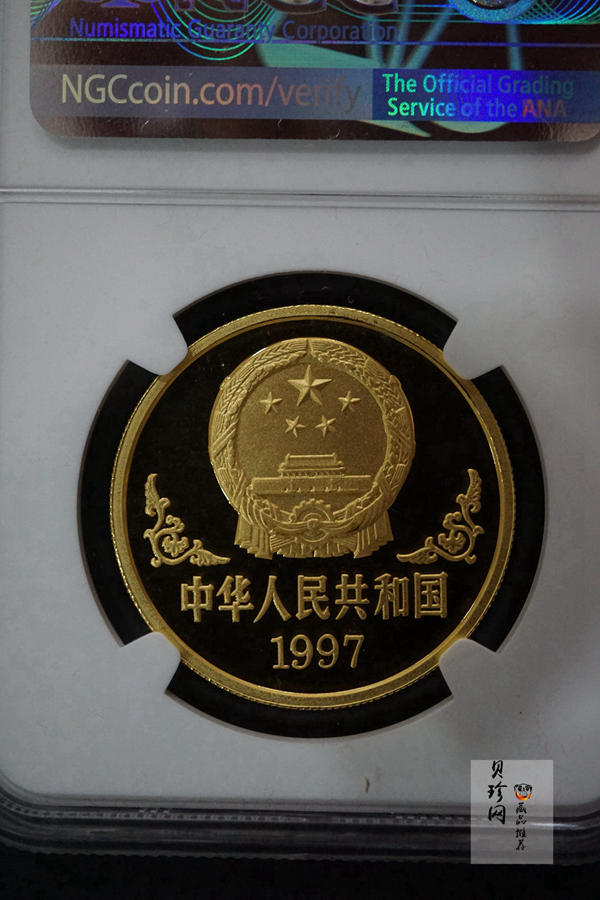 Numismatic Guaranty Corporation
NGCcoin.com/verify
The Official Grading
Service of the ANA
中华人民共和国
1997
贝珍网
藏品推荐